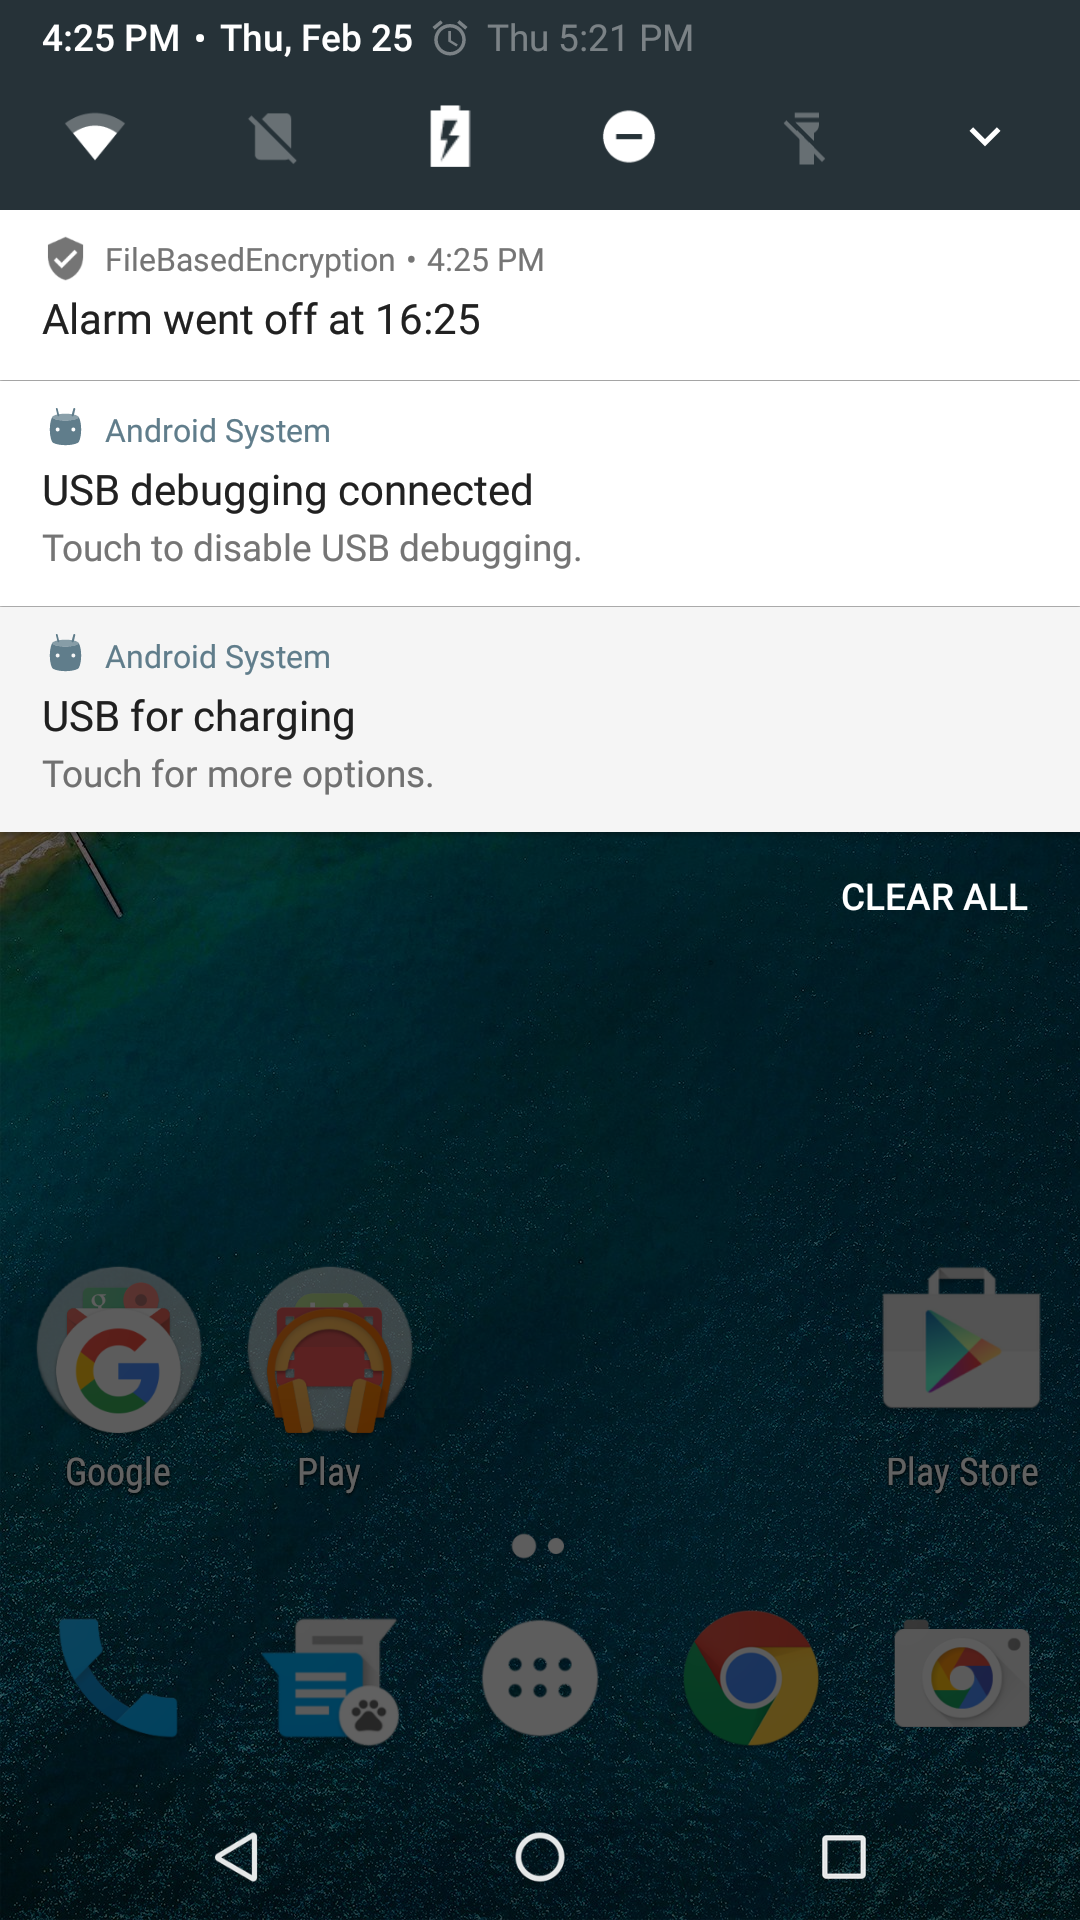 4:25 PM • Thu, Feb 25 Thu 5:21 PM
FileBasedEncryption • 4:25 PM
Alarm went off at 16:25
Android System
USB debugging connected
Touch to disable USB debugging.
Android System
USB for charging
Touch for more options.
CLEAR ALL
Google Play Play Store